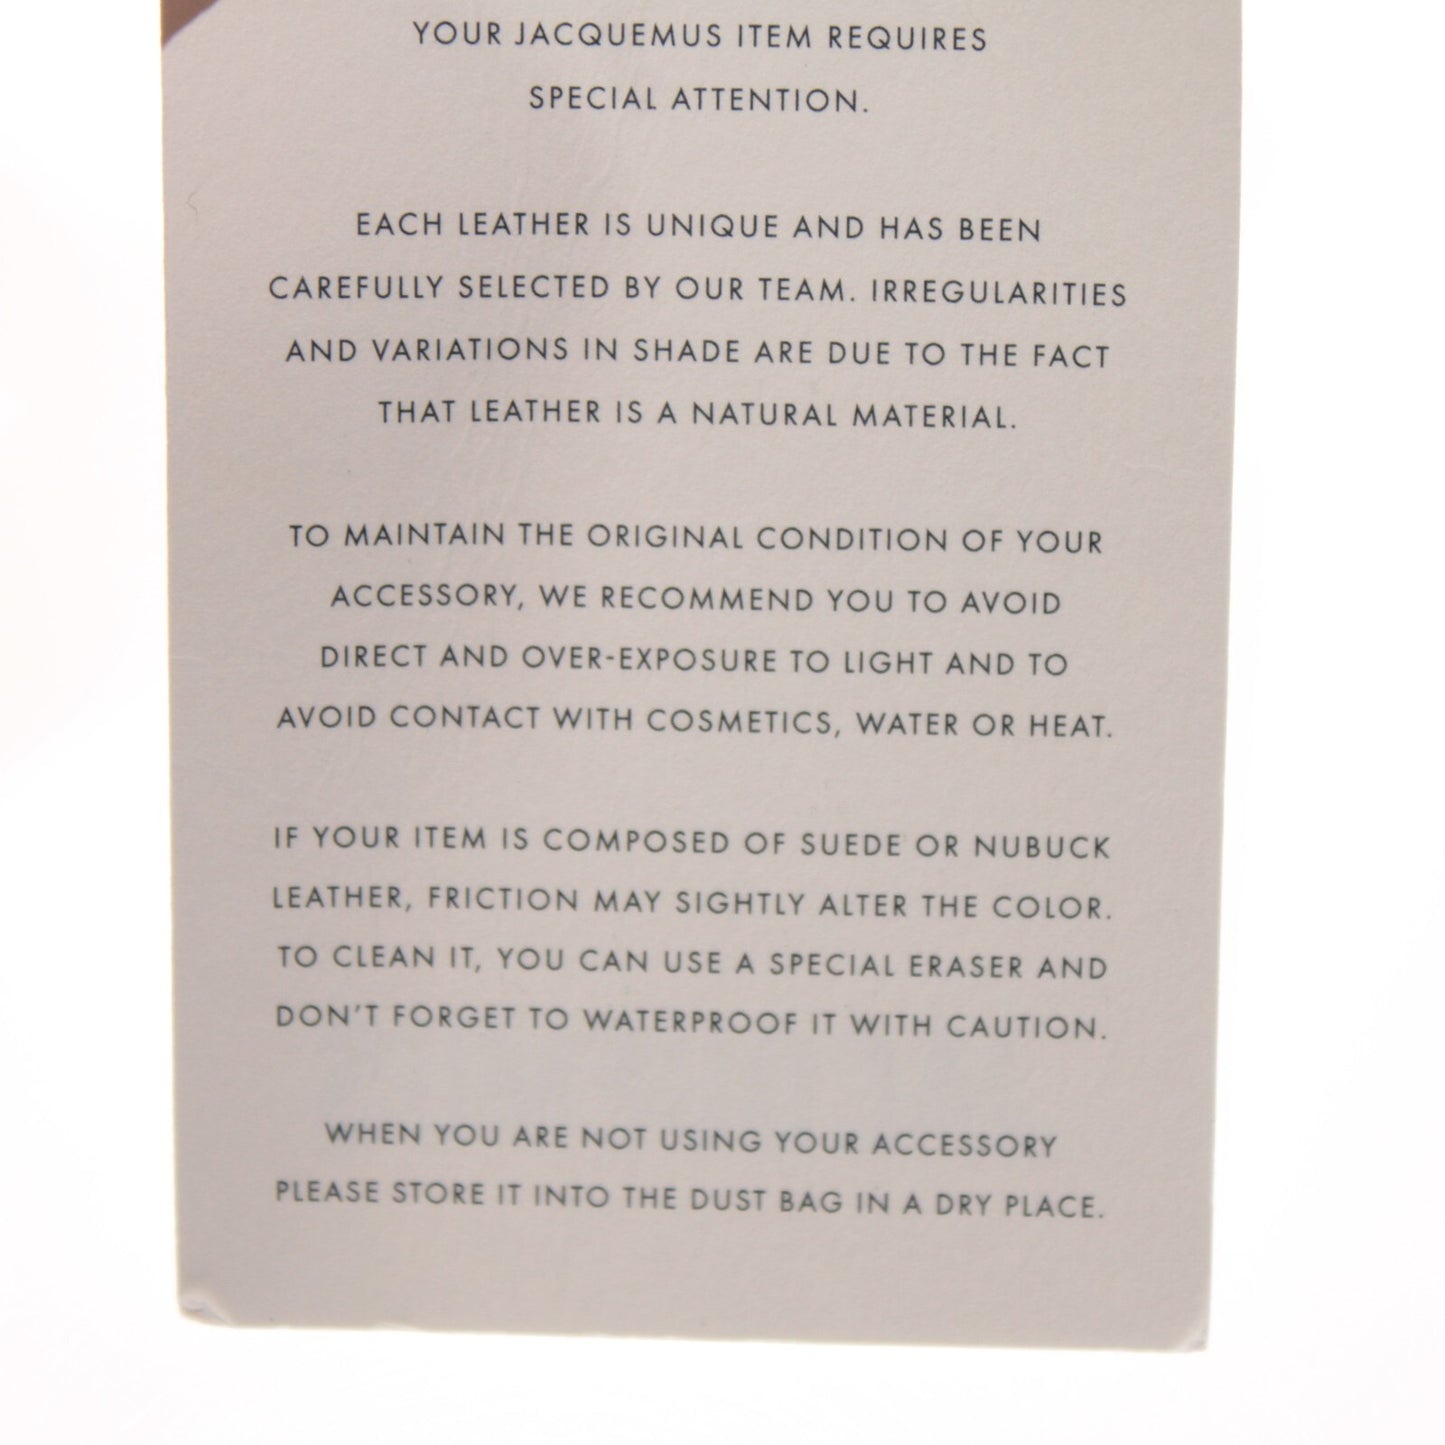 YOUR JACQUEMUS ITEM REQUIRES
SPECIAL ATTENTION.
EACH LEATHER IS UNIQUE AND HAS BEEN
CAREFULLY SELECTED BY OUR TEAM. IRREGULARITIES
AND VARIATIONS IN SHADE ARE DUE TO THE FACT
THAT LEATHER IS A NATURAL MATERIAL.
TO MAINTAIN THE ORIGINAL CONDITION OF YOUR
ACCESSORY, WE RECOMMEND YOU TO AVOID
DIRECT AND OVER-EXPOSURE TO LIGHT AND TO
AVOID CONTACT WITH COSMETICS, WATER OR HEAT.
IF YOUR ITEM IS COMPOSED OF SUEDE OR NUBUCK
LEATHER, FRICTION MAY SIGHTLY ALTER THE COLOR.
TO CLEAN IT, YOU CAN USE A SPECIAL ERASER AND
DON'T FORGET TO WATERPROOF IT WITH CAUTION.
WHEN YOU ARE NOT USING YOUR ACCESSORY
PLEASE STORE IT INTO THE DUST BAG IN A DRY PLACE.